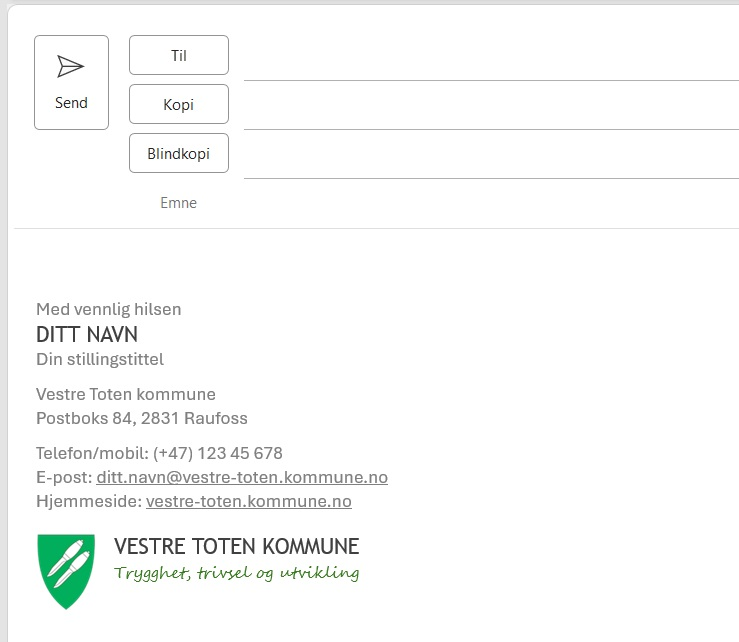 Send
Til
Kopi
Blindkopi
Emne
Med vennlig hilsen
DITT NAVN
Din stillingstittel
Vestre Toten kommune
Postboks 84, 2831 Raufoss
Telefon/mobil: (+47) 123 45 678
E-post: ditt.navn@vestre-toten.kommune.no
Hjemmeside: vestre-toten.kommune.no
VESTRE TOTEN KOMMUNE
Trygghet, trivsel og utvikling